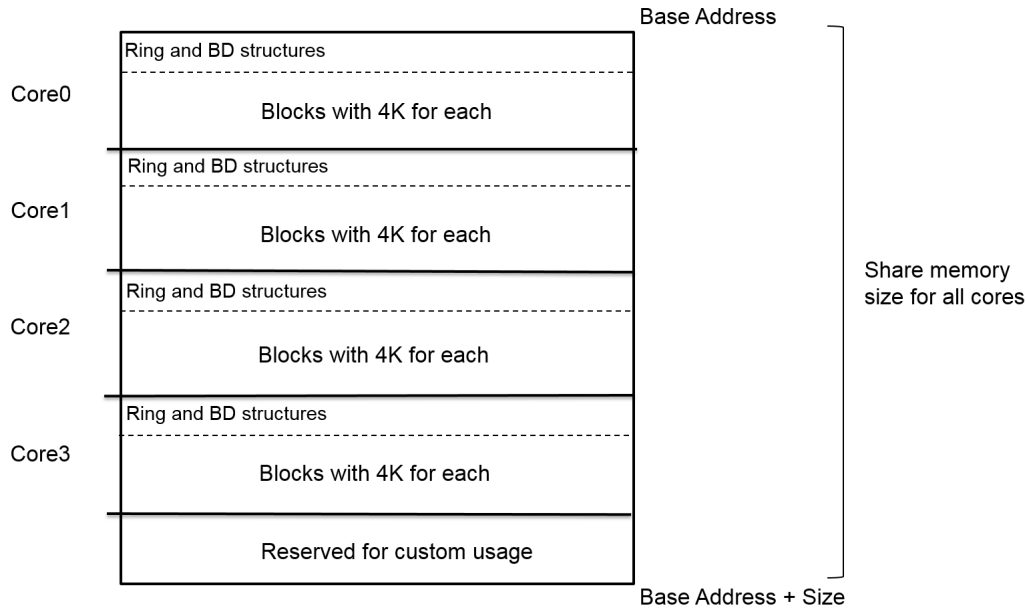 Base Address
Ring and BD structures
Core0
Blocks with 4K for each
Ring and BD structures
Core1
Blocks with 4K for each
Share memory
size for all cores
Ring and BD structures
Core2
Blocks with 4K for each
Ring and BD structures
Core3
Blocks with 4K for each
Reserved for custom usage
Base Address + Size